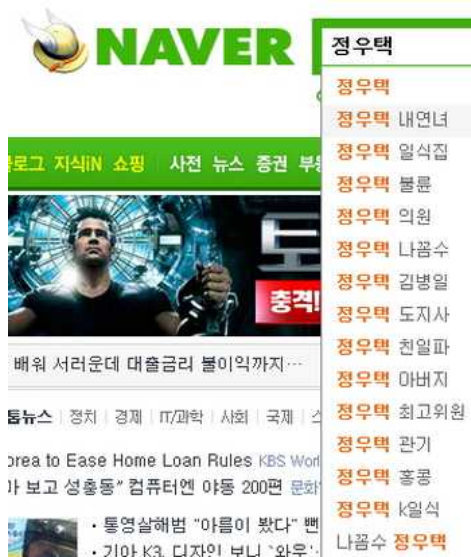 NAVER
정우택
정우택
정우택 내연녀
정우택 일식집
정우택 불륜
정우택 의원
정우택 나꼼수
정우택 김병일
정우택 도지사
정우택 친일파
정우택 아버지
정우택 최고위원
정우택 관기
정우택 홍콩
정우택 k일식
나꼼수 정우택
블로그 지식iN 쇼핑 사전 뉴스 증권
충격!
배워 서러운데 대출금리 불이익까지…
정치 경제 IT/과학 사회 국제
Korea to Ease Home Loan Rules KBS
보고 성충동" 컴퓨터엔 야동 200편
· 통영살해범 "아름이 봤다" 뻔
· 기아 K3, 디자인 보니 `와우'